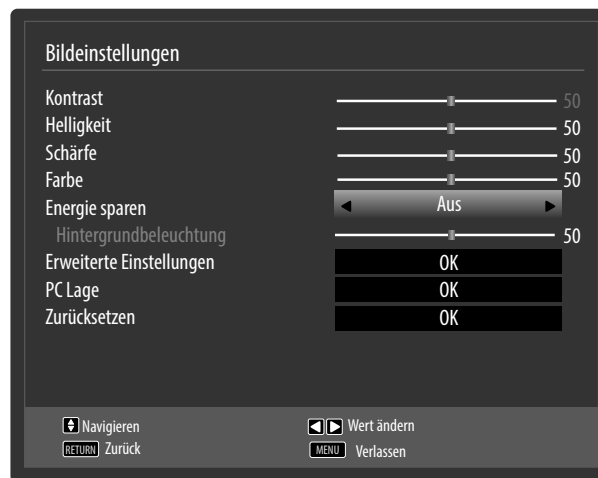 Bildeinstellungen
Kontrast 50
Helligkeit 50
Schärfe 50
Farbe 50
Energie sparen Aus
Hintergrundbeleuchtung 50
Erweiterte Einstellungen OK
PC Lage OK
Zurücksetzen OK
Navigieren Wert ändern
RETURN Zurück MENU Verlassen